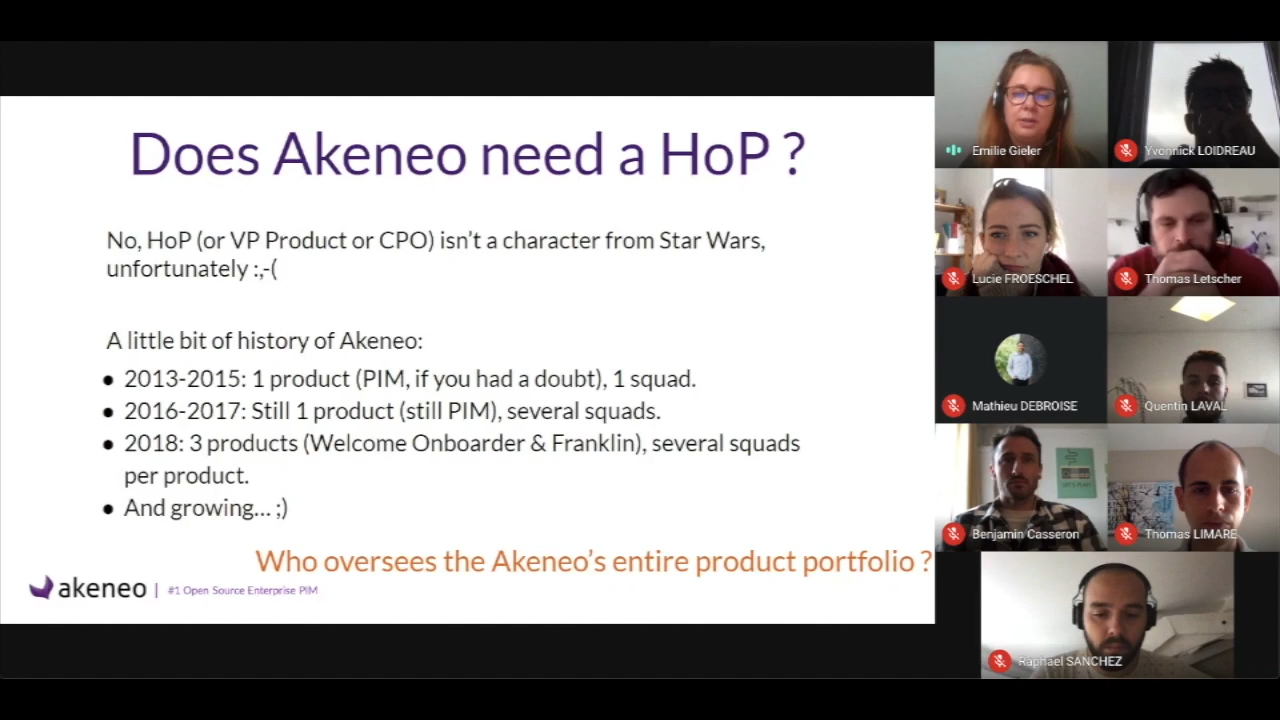 Does Akeneo need a HoP ?
No, HoP (or VP Product or CPO) isn't a character from Star Wars,
unfortunately :,-(
A little bit of history of Akeneo:
● 2013-2015: 1 product (PIM, if you had a doubt), 1 squad.
● 2016-2017: Still 1 product (still PIM), several squads.
● 2018: 3 products (Welcome Onboarder & Franklin), several squads
per product.
● And growing... ;)
Who oversees the Akeneo's entire product portfolio ?
akeneo | #1 Open Source Enterprise PIM
Emilie Gieler
Yvonnick LOIDREAU
Lucie FROESCHEL
Thomas Letscher
Mathieu DEBROISE
Quentin LAVAL
LET'S PLAY!
Benjamin Casseron
Thomas LIMARE
Raphael SANCHEZ